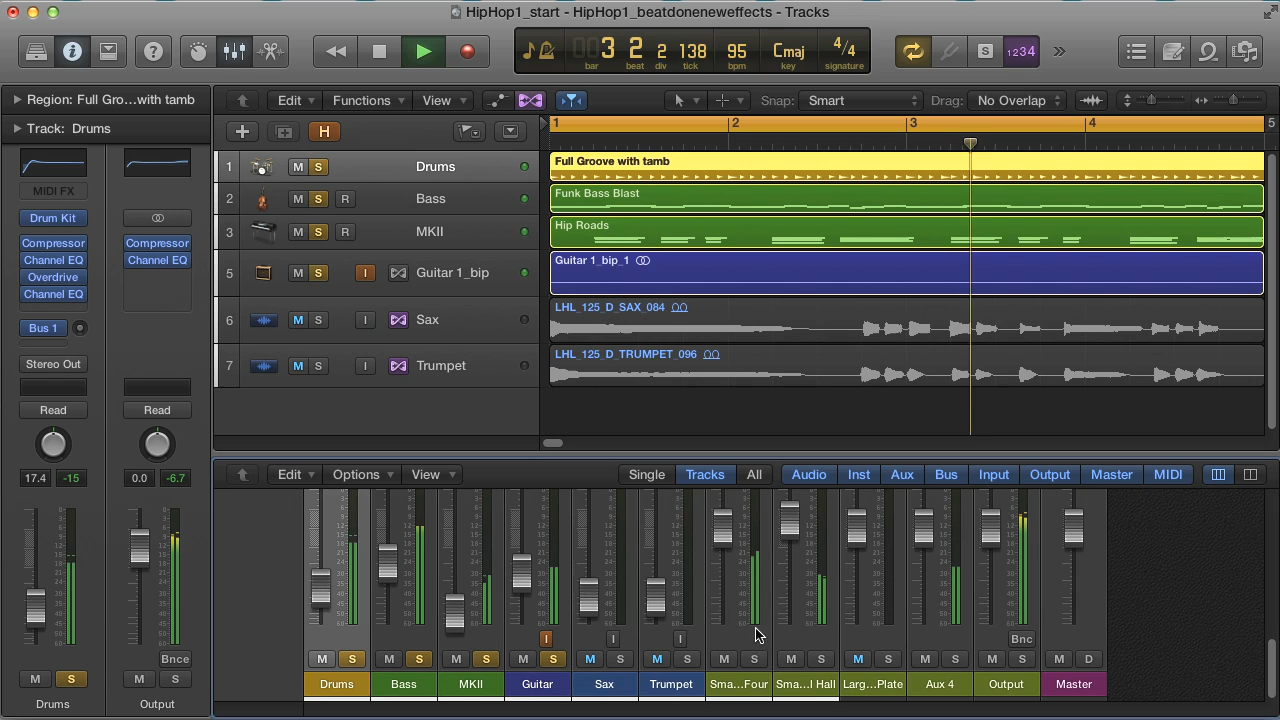 HipHop1_start - HipHop1_beatdoneneweffects - Tracks
3 2 2 138 95 Cmaj 4/4
bar beat div tick bpm key signature
S 1234
Region: Full Gro...with tamb
Edit Functions View Snap: Smart Drag: No Overlap
Track: Drums
H
1 2 3 4 5
MIDI FX
Drum Kit
Compressor Compressor
Channel EQ Channel EQ
Overdrive
Channel EQ
Bus 1
Stereo Out
Read Read
17.4 -15 0.0 -6.7
Bnce
M S M S
Drums Output
1 M S Drums
2 M S R Bass
3 M S R MKII
5 M S I Guitar 1_bip
6 M S I Sax
7 M S I Trumpet
Full Groove with tamb
Funk Bass Blast
Hip Roads
Guitar 1_bip_1
LHL_125_D_SAX_084
LHL_125_D_TRUMPET_096
Edit Options View Single Tracks All Audio Inst Aux Bus Input Output Master MIDI
I I I Bnc
M S M S M S M S M S M S M S M S M S M S M S M D
Drums Bass MKII Guitar Sax Trumpet Sma...Four Sma...l Hall Larg...Plate Aux 4 Output Master